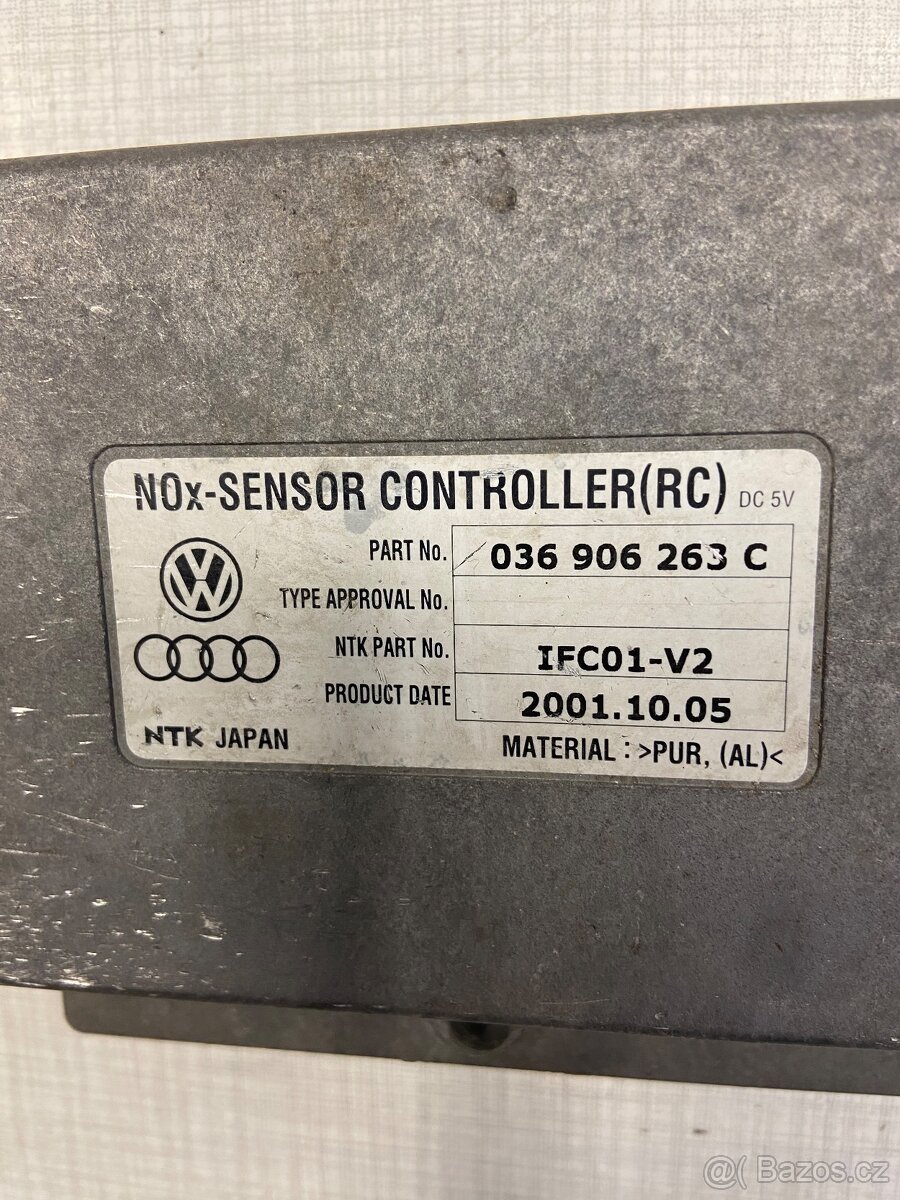 NOx-SENSOR CONTROLLER(RC) DC 5V
PART No. 036 906 263 C
TYPE APPROVAL No.
NTK PART No. IFC01-V2
PRODUCT DATE 2001.10.05
NTK JAPAN MATERIAL : >PUR, (AL)<
@( Bazos.cz